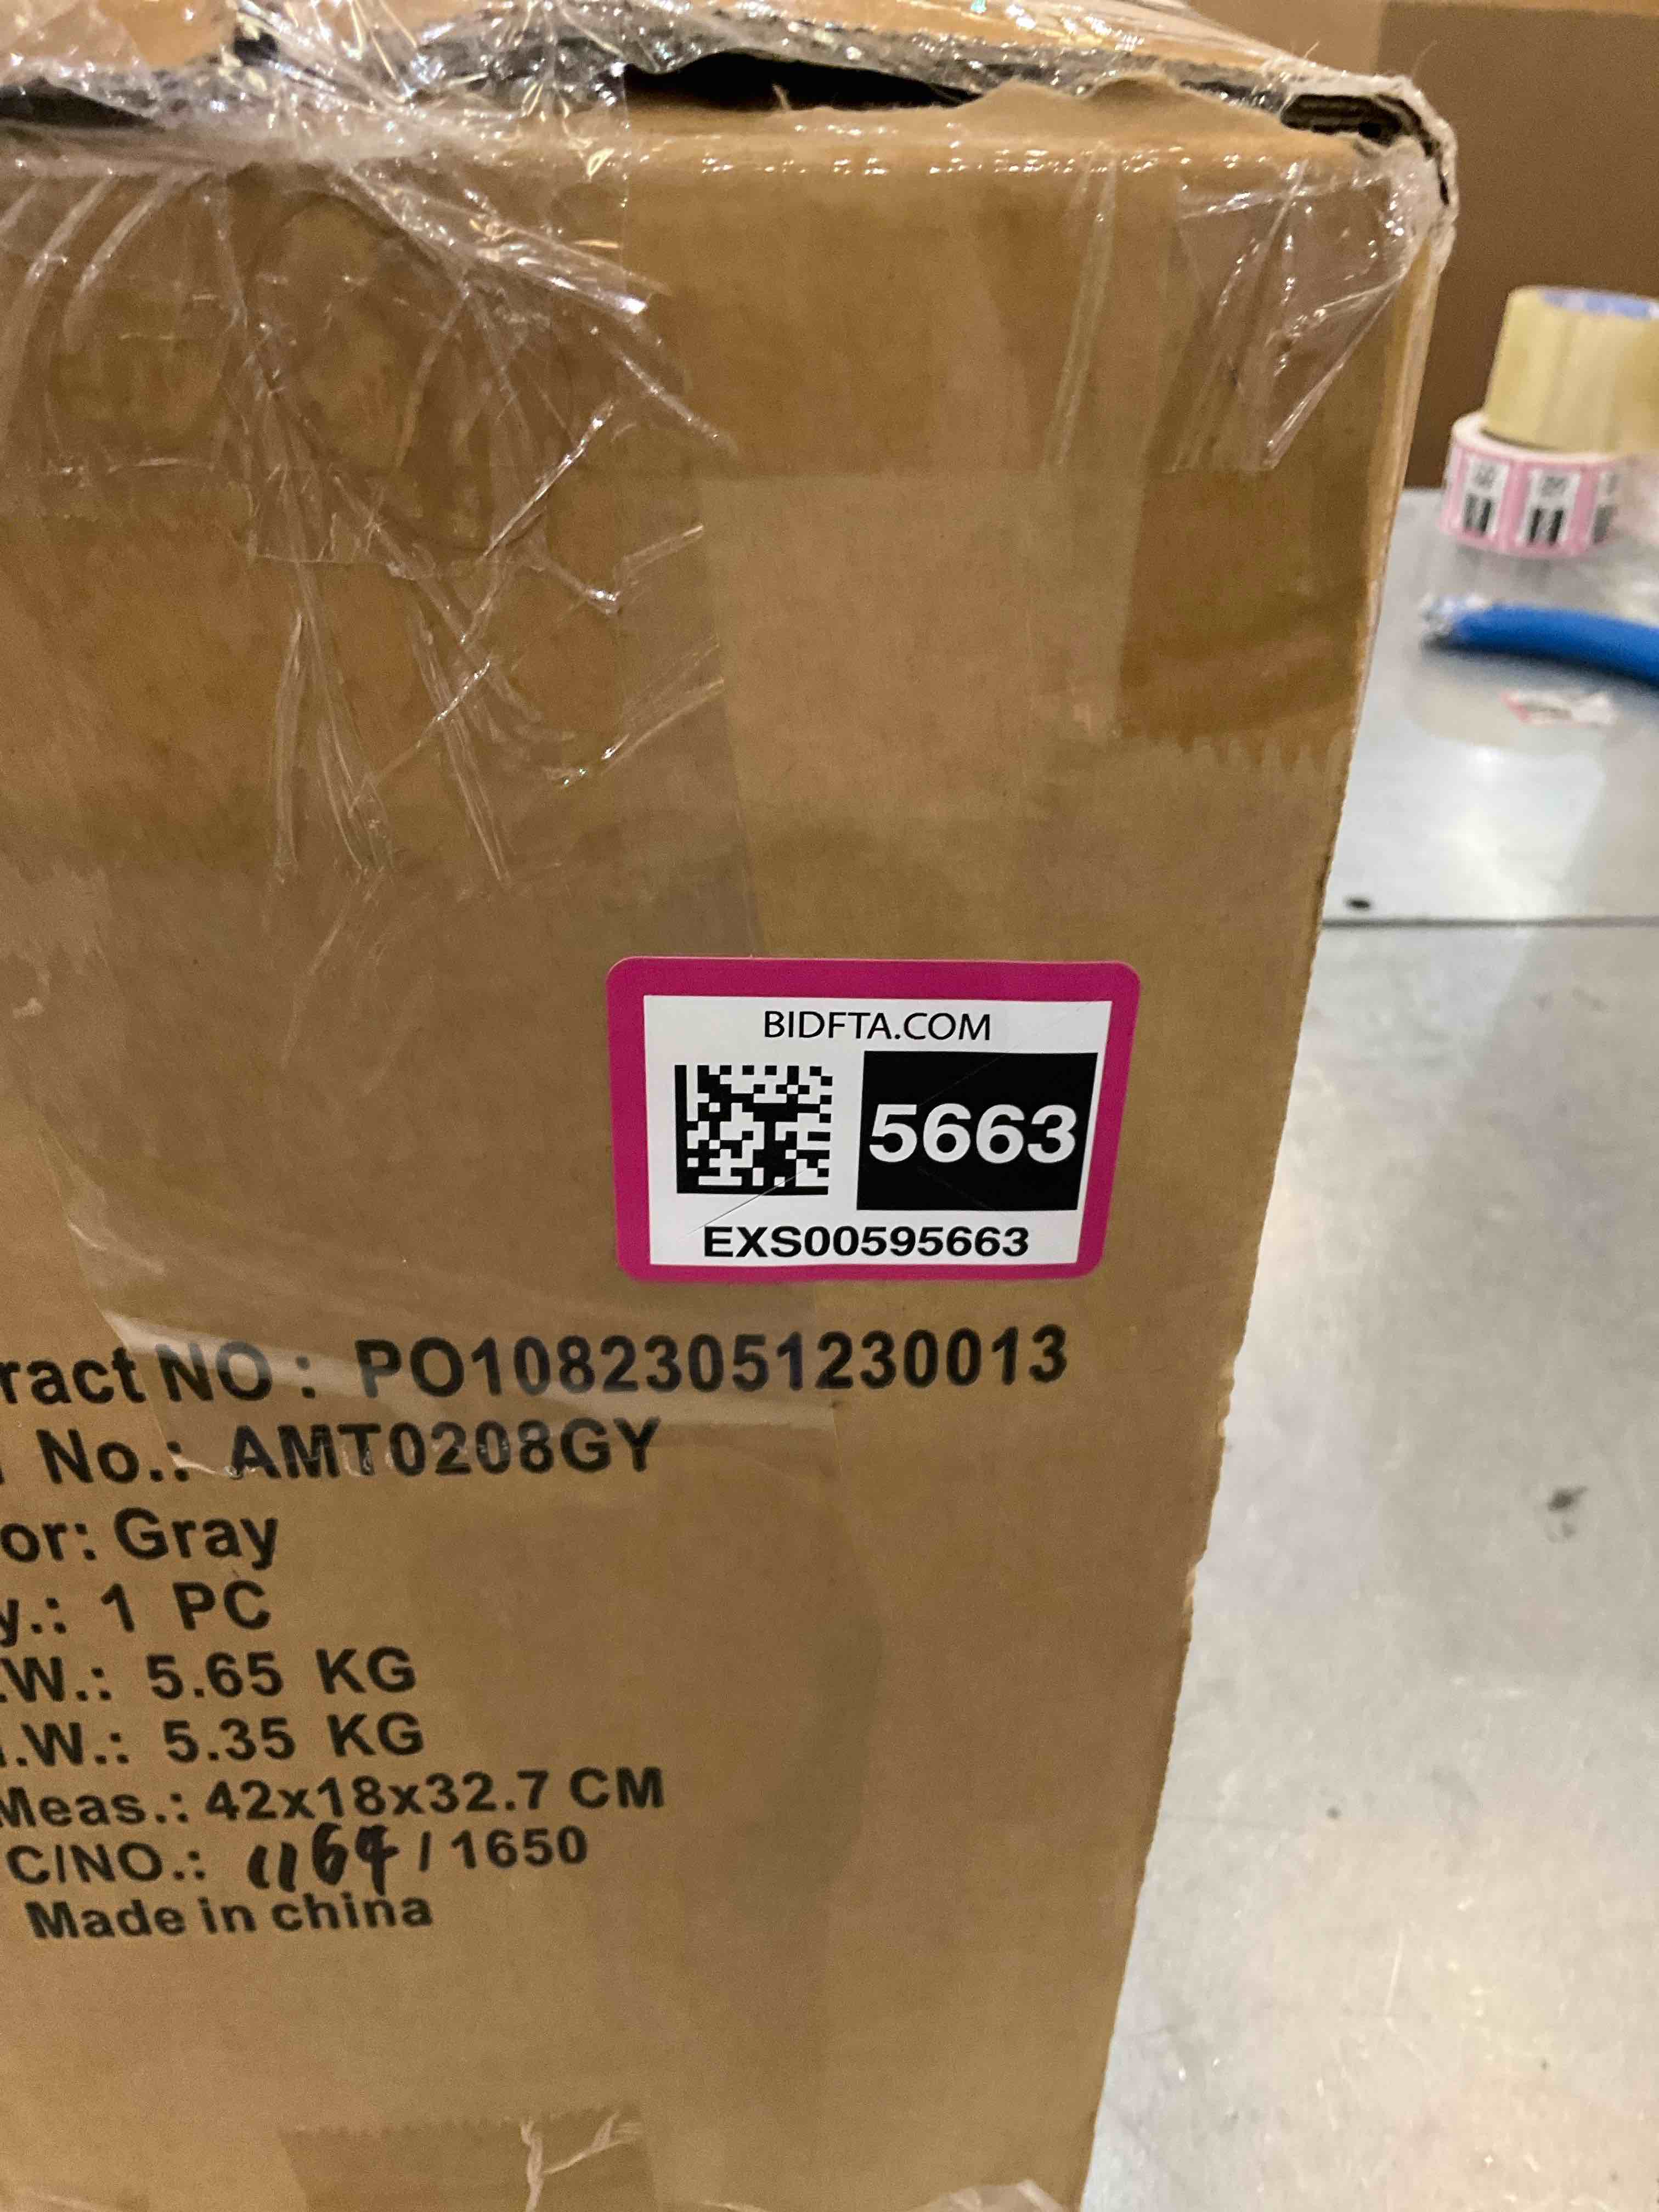 BIDFTA.COM
5663
EXS00595663
ract NO : PO10823051230013
No.: AMT0208GY
or: Gray
y.: 1 PC
.W.: 5.65 KG
.W.: 5.35 KG
Meas.: 42x18x32.7 CM
C/NO.: 1164 / 1650
Made in china